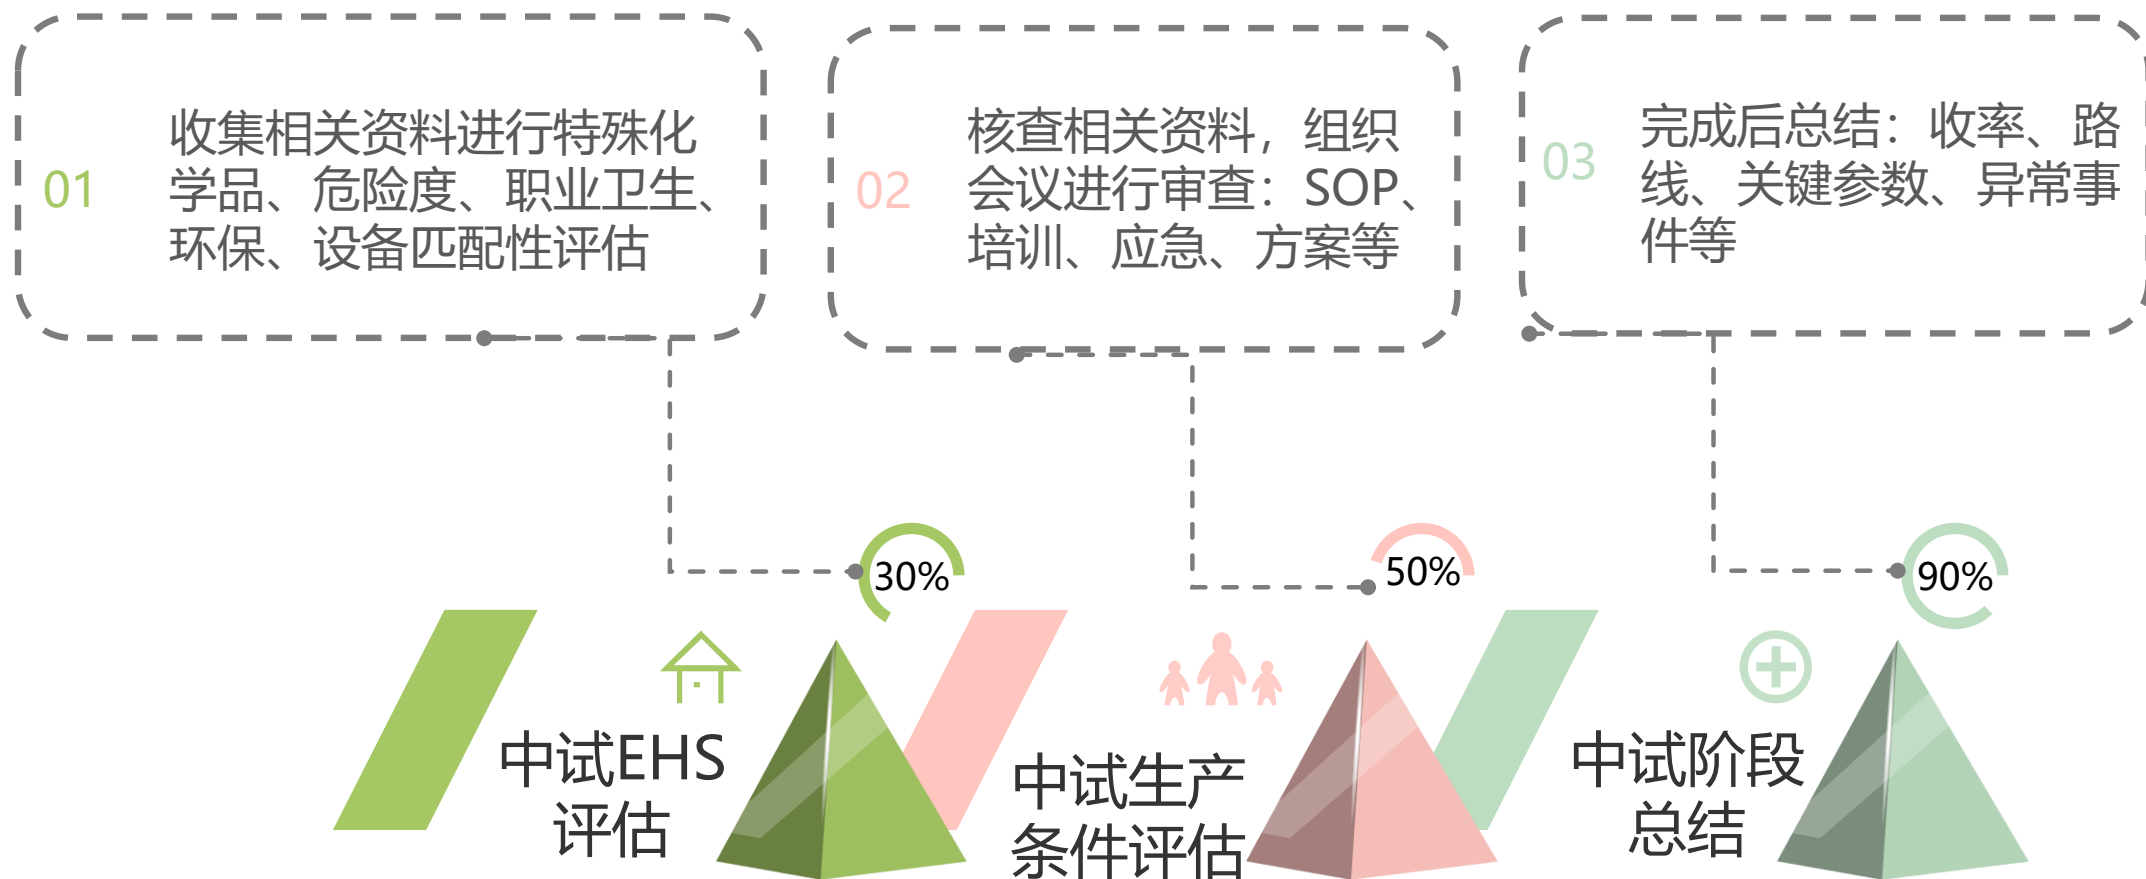 01
收集相关资料进行特殊化
学品、危险度、职业卫生、
环保、设备匹配性评估
02
核查相关资料，组织
会议进行审查：SOP、
培训、应急、方案等
03
完成后总结：收率、路
线、关键参数、异常事
件等
30%
50%
90%
中试EHS
评估
中试生产
条件评估
中试阶段
总结